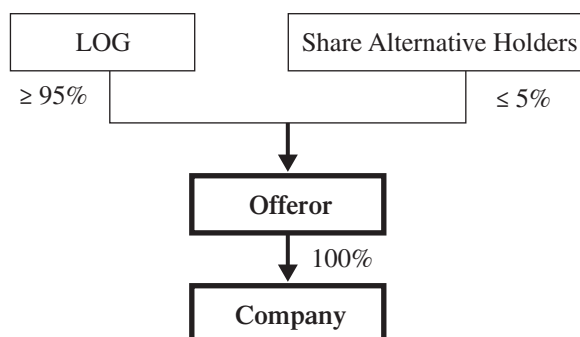 LOG
Share Alternative Holders
≥ 95%
≤ 5%
Offeror
100%
Company